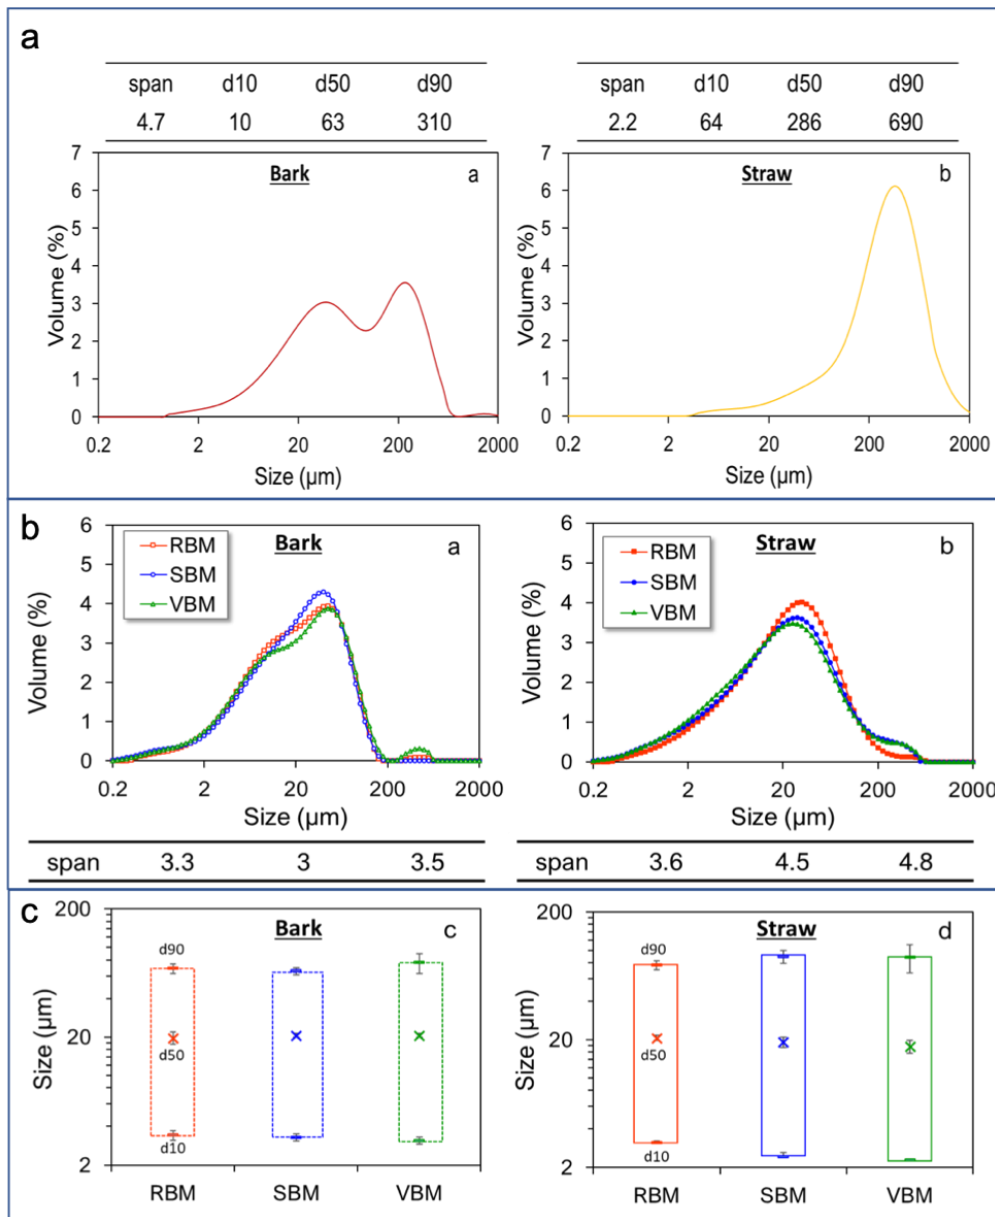 a
span d10 d50 d90
4.7 10 63 310
span d10 d50 d90
2.2 64 286 690
7
6
5
4
3
2
1
0
Volume (%)
Bark
a
0.2 2 20 200 2000
Size (µm)
7
6
5
4
3
2
1
0
Volume (%)
Straw
b
0.2 2 20 200 2000
Size (µm)
b
6
5
4
3
2
1
0
Volume (%)
RBM
SBM
VBM
Bark
a
0.2 2 20 200 2000
Size (µm)
span 3.3 3 3.5
6
5
4
3
2
1
0
Volume (%)
RBM
SBM
VBM
Straw
b
0.2 2 20 200 2000
Size (µm)
span 3.6 4.5 4.8
c
200
20
2
Size (µm)
Bark
c
d90
d50
d10
RBM SBM VBM
200
20
2
Size (µm)
Straw
d
d90
d50
d10
RBM SBM VBM